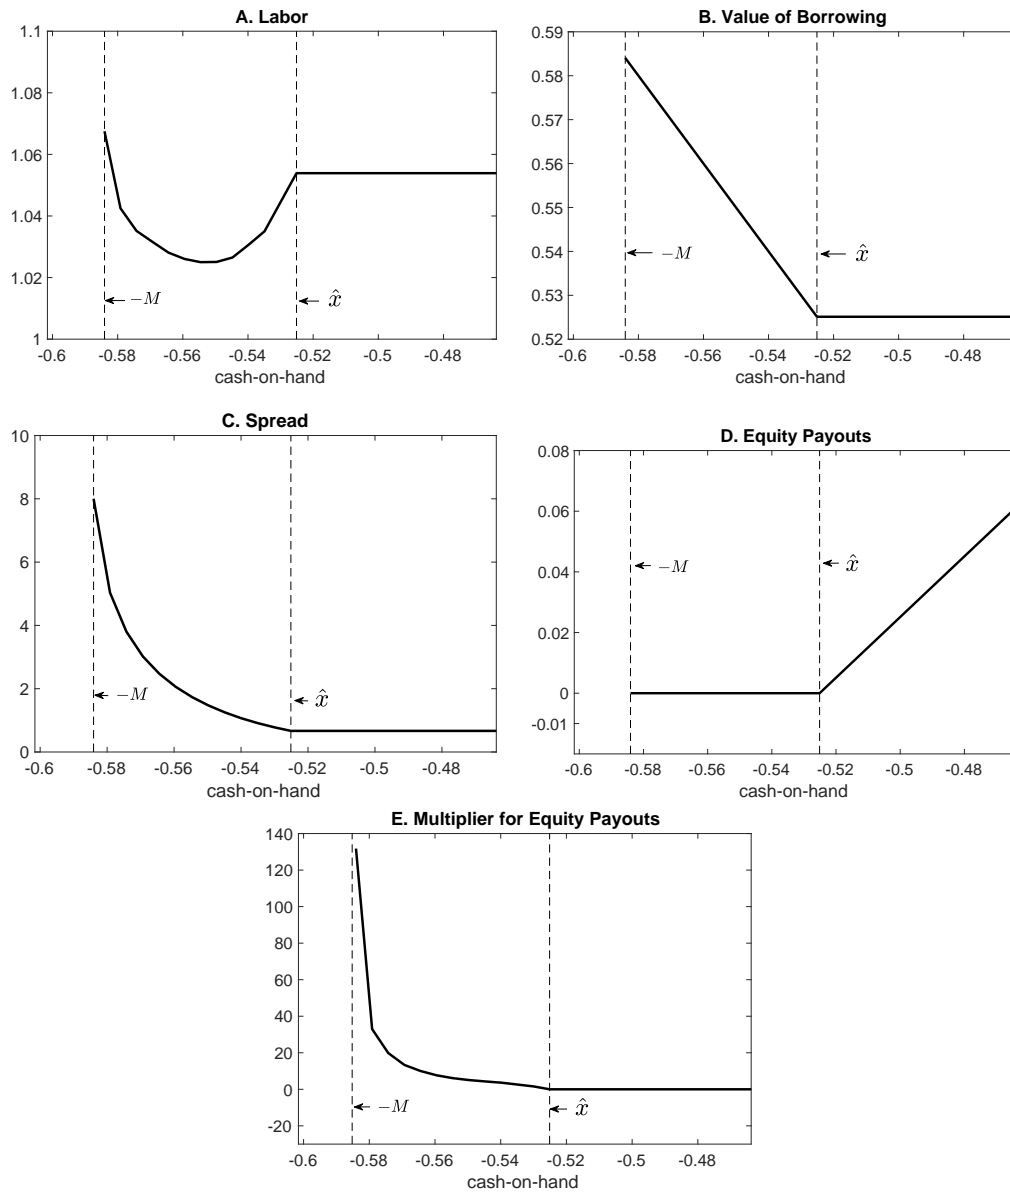 A. Labor
1.1
1.08
1.06
1.04
1.02
1
← −M
← x̂
-0.6 -0.58 -0.56 -0.54 -0.52 -0.5 -0.48
cash-on-hand
B. Value of Borrowing
0.59
0.58
0.57
0.56
0.55
0.54
0.53
0.52
← −M
← x̂
-0.6 -0.58 -0.56 -0.54 -0.52 -0.5 -0.48
cash-on-hand
C. Spread
10
8
6
4
2
0
← −M
← x̂
-0.6 -0.58 -0.56 -0.54 -0.52 -0.5 -0.48
cash-on-hand
D. Equity Payouts
0.08
0.06
0.04
0.02
0
-0.01
← −M
← x̂
-0.6 -0.58 -0.56 -0.54 -0.52 -0.5 -0.48
cash-on-hand
E. Multiplier for Equity Payouts
140
120
100
80
60
40
20
0
-20
← −M
← x̂
-0.6 -0.58 -0.56 -0.54 -0.52 -0.5 -0.48
cash-on-hand